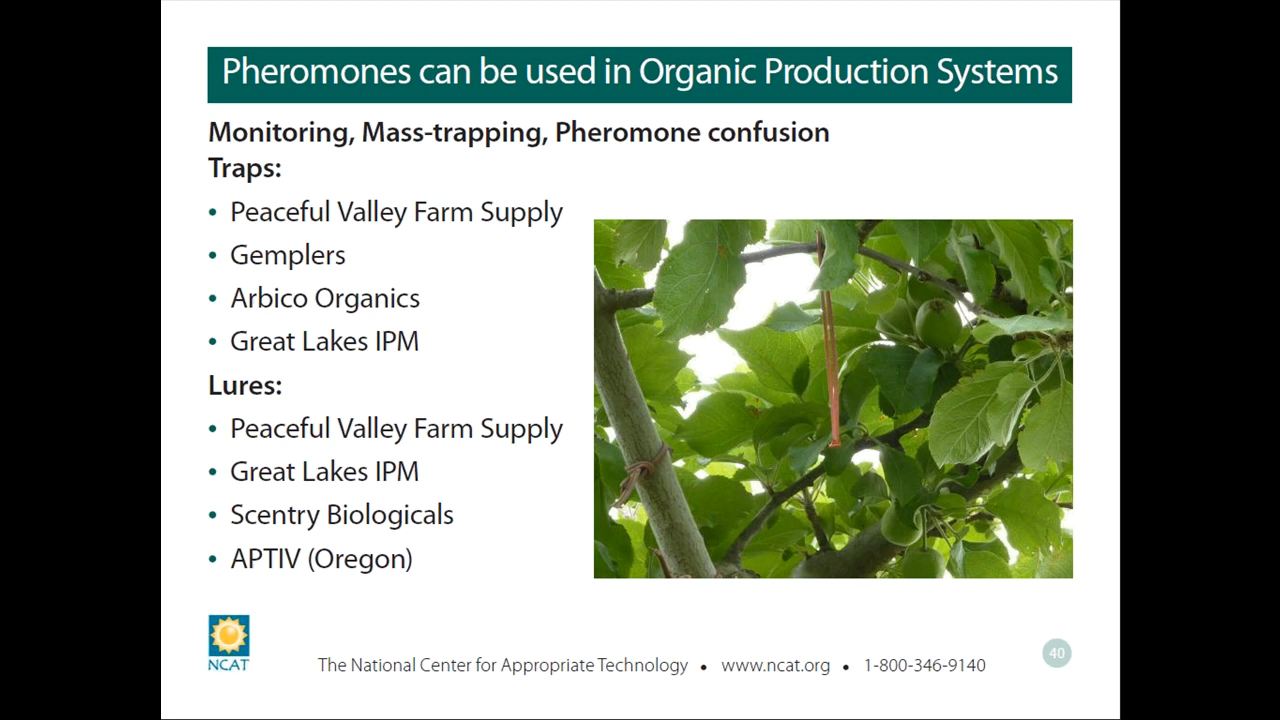 Pheromones can be used in Organic Production Systems
Monitoring, Mass-trapping, Pheromone confusion
Traps:
• Peaceful Valley Farm Supply
• Gemplers
• Arbico Organics
• Great Lakes IPM
Lures:
• Peaceful Valley Farm Supply
• Great Lakes IPM
• Scentry Biologicals
• APTIV (Oregon)
NCAT
The National Center for Appropriate Technology • www.ncat.org • 1-800-346-9140
40